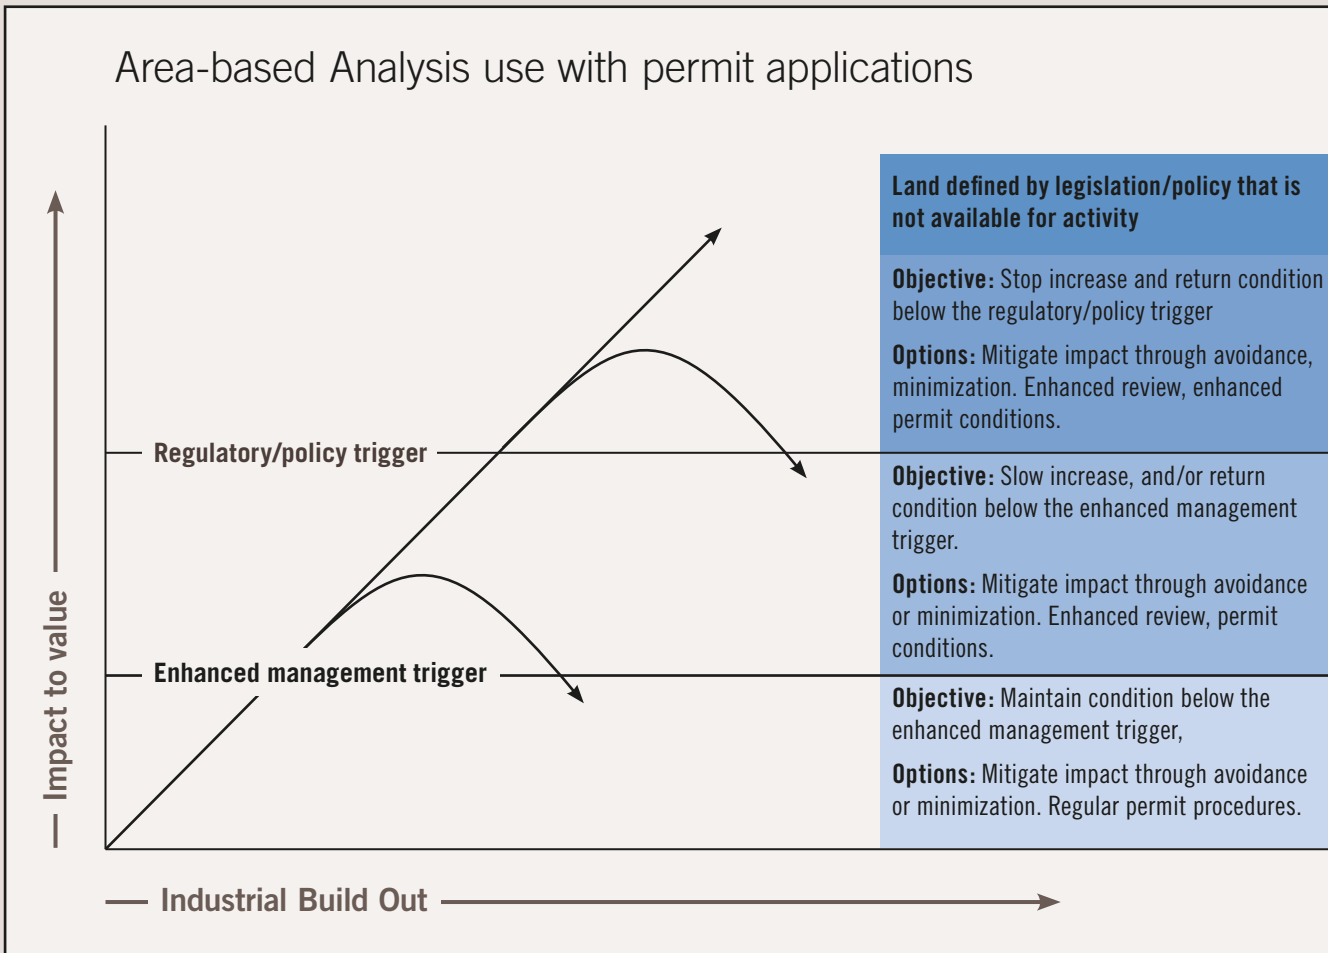 Area-based Analysis use with permit applications
Land defined by legislation/policy that is
not available for activity
Objective: Stop increase and return condition
below the regulatory/policy trigger
Options: Mitigate impact through avoidance,
minimization. Enhanced review, enhanced
permit conditions.
Regulatory/policy trigger
Objective: Slow increase, and/or return
condition below the enhanced management
trigger.
Options: Mitigate impact through avoidance
or minimization. Enhanced review, permit
conditions.
Enhanced management trigger
Objective: Maintain condition below the
enhanced management trigger,
Options: Mitigate impact through avoidance
or minimization. Regular permit procedures.
Impact to value
Industrial Build Out